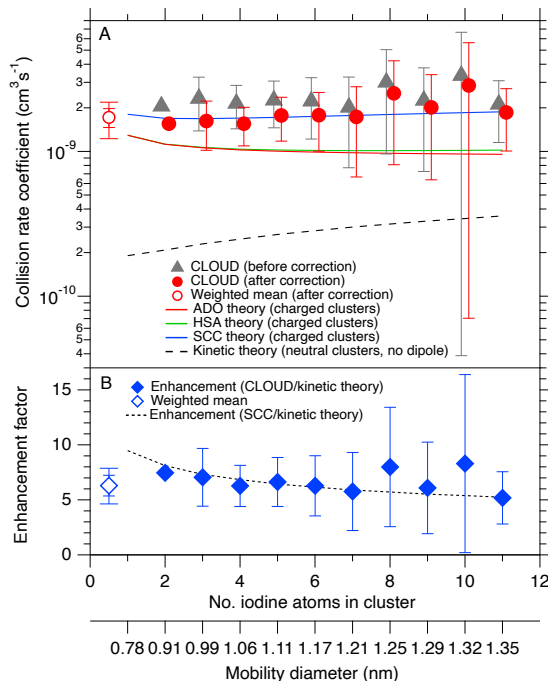 A
Collision rate coefficient (cm³s⁻¹)
10⁻⁸
8
6
4
2
10⁻⁹
8
6
4
2
10⁻¹⁰
8
6
4
CLOUD (before correction)
CLOUD (after correction)
Weighted mean (after correction)
ADO theory (charged clusters)
HSA theory (charged clusters)
SCC theory (charged clusters)
Kinetic theory (neutral clusters, no dipole)
B
Enhancement factor
15
10
5
0
Enhancement (CLOUD/kinetic theory)
Weighted mean
Enhancement (SCC/kinetic theory)
0 2 4 6 8 10 12
No. iodine atoms in cluster
0.78 0.91 0.99 1.06 1.11 1.17 1.21 1.25 1.29 1.32 1.35
Mobility diameter (nm)